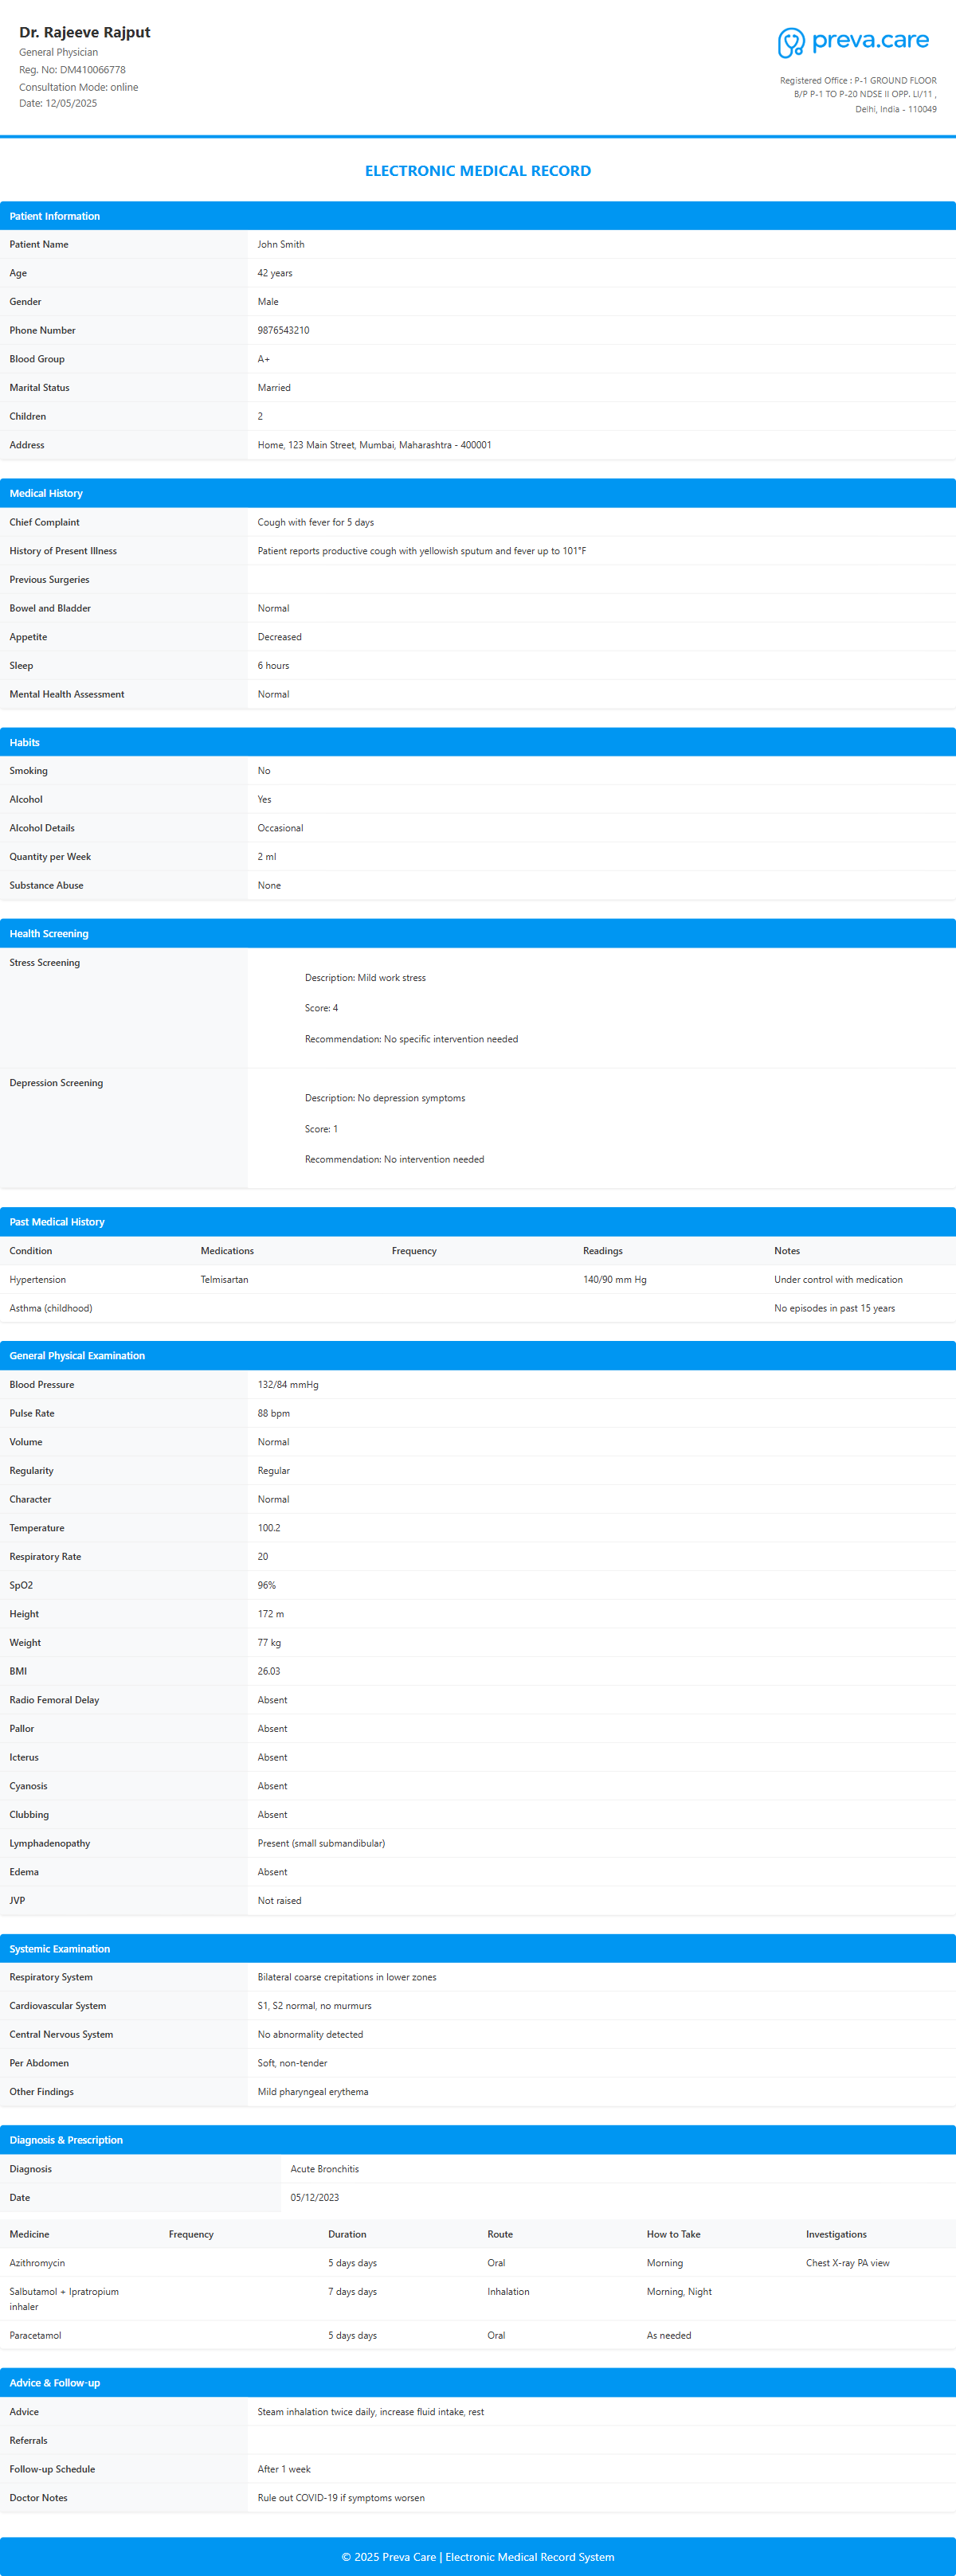 Dr. Rajeeve Rajput
General Physician
Reg. No: DM410066778
Consultation Mode: online
Date: 12/05/2025
preva.care
Registered Office : P-1 GROUND FLOOR
B/P P-1 TO P-20 NDSE II OPP. LI/11 ,
Delhi, India - 110049
ELECTRONIC MEDICAL RECORD
Patient Information
Patient Name John Smith
Age 42 years
Gender Male
Phone Number 9876543210
Blood Group A+
Marital Status Married
Children 2
Address Home, 123 Main Street, Mumbai, Maharashtra - 400001
Medical History
Chief Complaint Cough with fever for 5 days
History of Present Illness Patient reports productive cough with yellowish sputum and fever up to 101°F
Previous Surgeries
Bowel and Bladder Normal
Appetite Decreased
Sleep 6 hours
Mental Health Assessment Normal
Habits
Smoking No
Alcohol Yes
Alcohol Details Occasional
Quantity per Week 2 ml
Substance Abuse None
Health Screening
Stress Screening
Description: Mild work stress
Score: 4
Recommendation: No specific intervention needed
Depression Screening
Description: No depression symptoms
Score: 1
Recommendation: No intervention needed
Past Medical History
Condition Medications Frequency Readings Notes
Hypertension Telmisartan 140/90 mm Hg Under control with medication
Asthma (childhood) No episodes in past 15 years
General Physical Examination
Blood Pressure 132/84 mmHg
Pulse Rate 88 bpm
Volume Normal
Regularity Regular
Character Normal
Temperature 100.2
Respiratory Rate 20
SpO2 96%
Height 172 m
Weight 77 kg
BMI 26.03
Radio Femoral Delay Absent
Pallor Absent
Icterus Absent
Cyanosis Absent
Clubbing Absent
Lymphadenopathy Present (small submandibular)
Edema Absent
JVP Not raised
Systemic Examination
Respiratory System Bilateral coarse crepitations in lower zones
Cardiovascular System S1, S2 normal, no murmurs
Central Nervous System No abnormality detected
Per Abdomen Soft, non-tender
Other Findings Mild pharyngeal erythema
Diagnosis & Prescription
Diagnosis Acute Bronchitis
Date 05/12/2023
Medicine Frequency Duration Route How to Take Investigations
Azithromycin 5 days days Oral Morning Chest X-ray PA view
Salbutamol + Ipratropium 7 days days Inhalation Morning, Night
inhaler
Paracetamol 5 days days Oral As needed
Advice & Follow-up
Advice Steam inhalation twice daily, increase fluid intake, rest
Referrals
Follow-up Schedule After 1 week
Doctor Notes Rule out COVID-19 if symptoms worsen
© 2025 Preva Care | Electronic Medical Record System